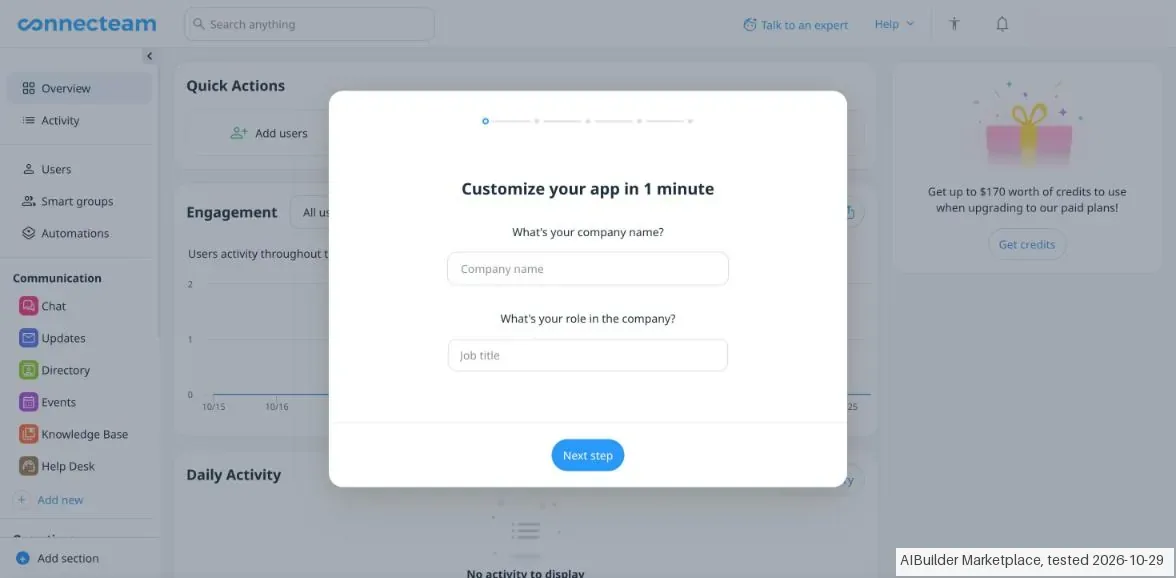 connecteam
Search anything
Talk to an expert
Help
Overview
Activity
Users
Smart groups
Automations
Communication
Chat
Updates
Directory
Events
Knowledge Base
Help Desk
Add new
Add section
Quick Actions
Add users
Engagement
All us
Users activity throughout t
2
1
0
10/15
10/16
25
Daily Activity
No activity to display
Customize your app in 1 minute
What's your company name?
Company name
What's your role in the company?
Job title
Next step
Get up to $170 worth of credits to use
when upgrading to our paid plans!
Get credits
AIBuilder Marketplace, tested 2026-10-29